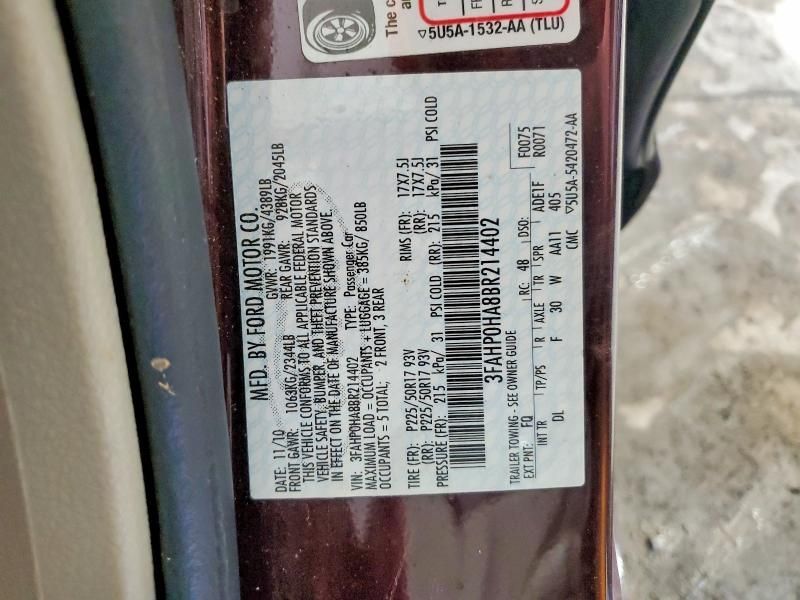 The c
a
5U5A-1532-AA (TLU)
MFD. BY FORD MOTOR CO.
DATE: 11/10 GVWR: 1991KG/4389LB
FRONT GAWR: 1063KG/2344LB REAR GAWR: 928KG/2045LB
THIS VEHICLE CONFORMS TO ALL APPLICABLE FEDERAL MOTOR
VEHICLE SAFETY, BUMPER, AND THEFT PREVENTION STANDARDS
IN EFFECT ON THE DATE OF MANUFACTURE SHOWN ABOVE.
VIN: 3FAHP0HA8BR214402 TYPE: Passenger Car
MAXIMUM LOAD = OCCUPANTS + LUGGAGE = 385KG/ 850LB
OCCUPANTS = 5 TOTAL; 2 FRONT, 3 REAR
TIRE (FR): P225/50R17 93V RIMS (FR): 17X7.5J
(RR): P225/50R17 93V (RR): 17X7.5J
PRESSURE (FR): 215 kPa/ 31 PSI COLD (RR): 215 kPa/ 31 PSI COLD
3FAHP0HA8BR214402
F0075
R0071
TRAILER TOWING - SEE OWNER GUIDE
EXT PNT: FQ RC: 4B DSO:
INT TR TP/PS R AXLE TR SPR ADE1F
DL F 30 W AA11 405
CMC 5U5A-5420472-AA